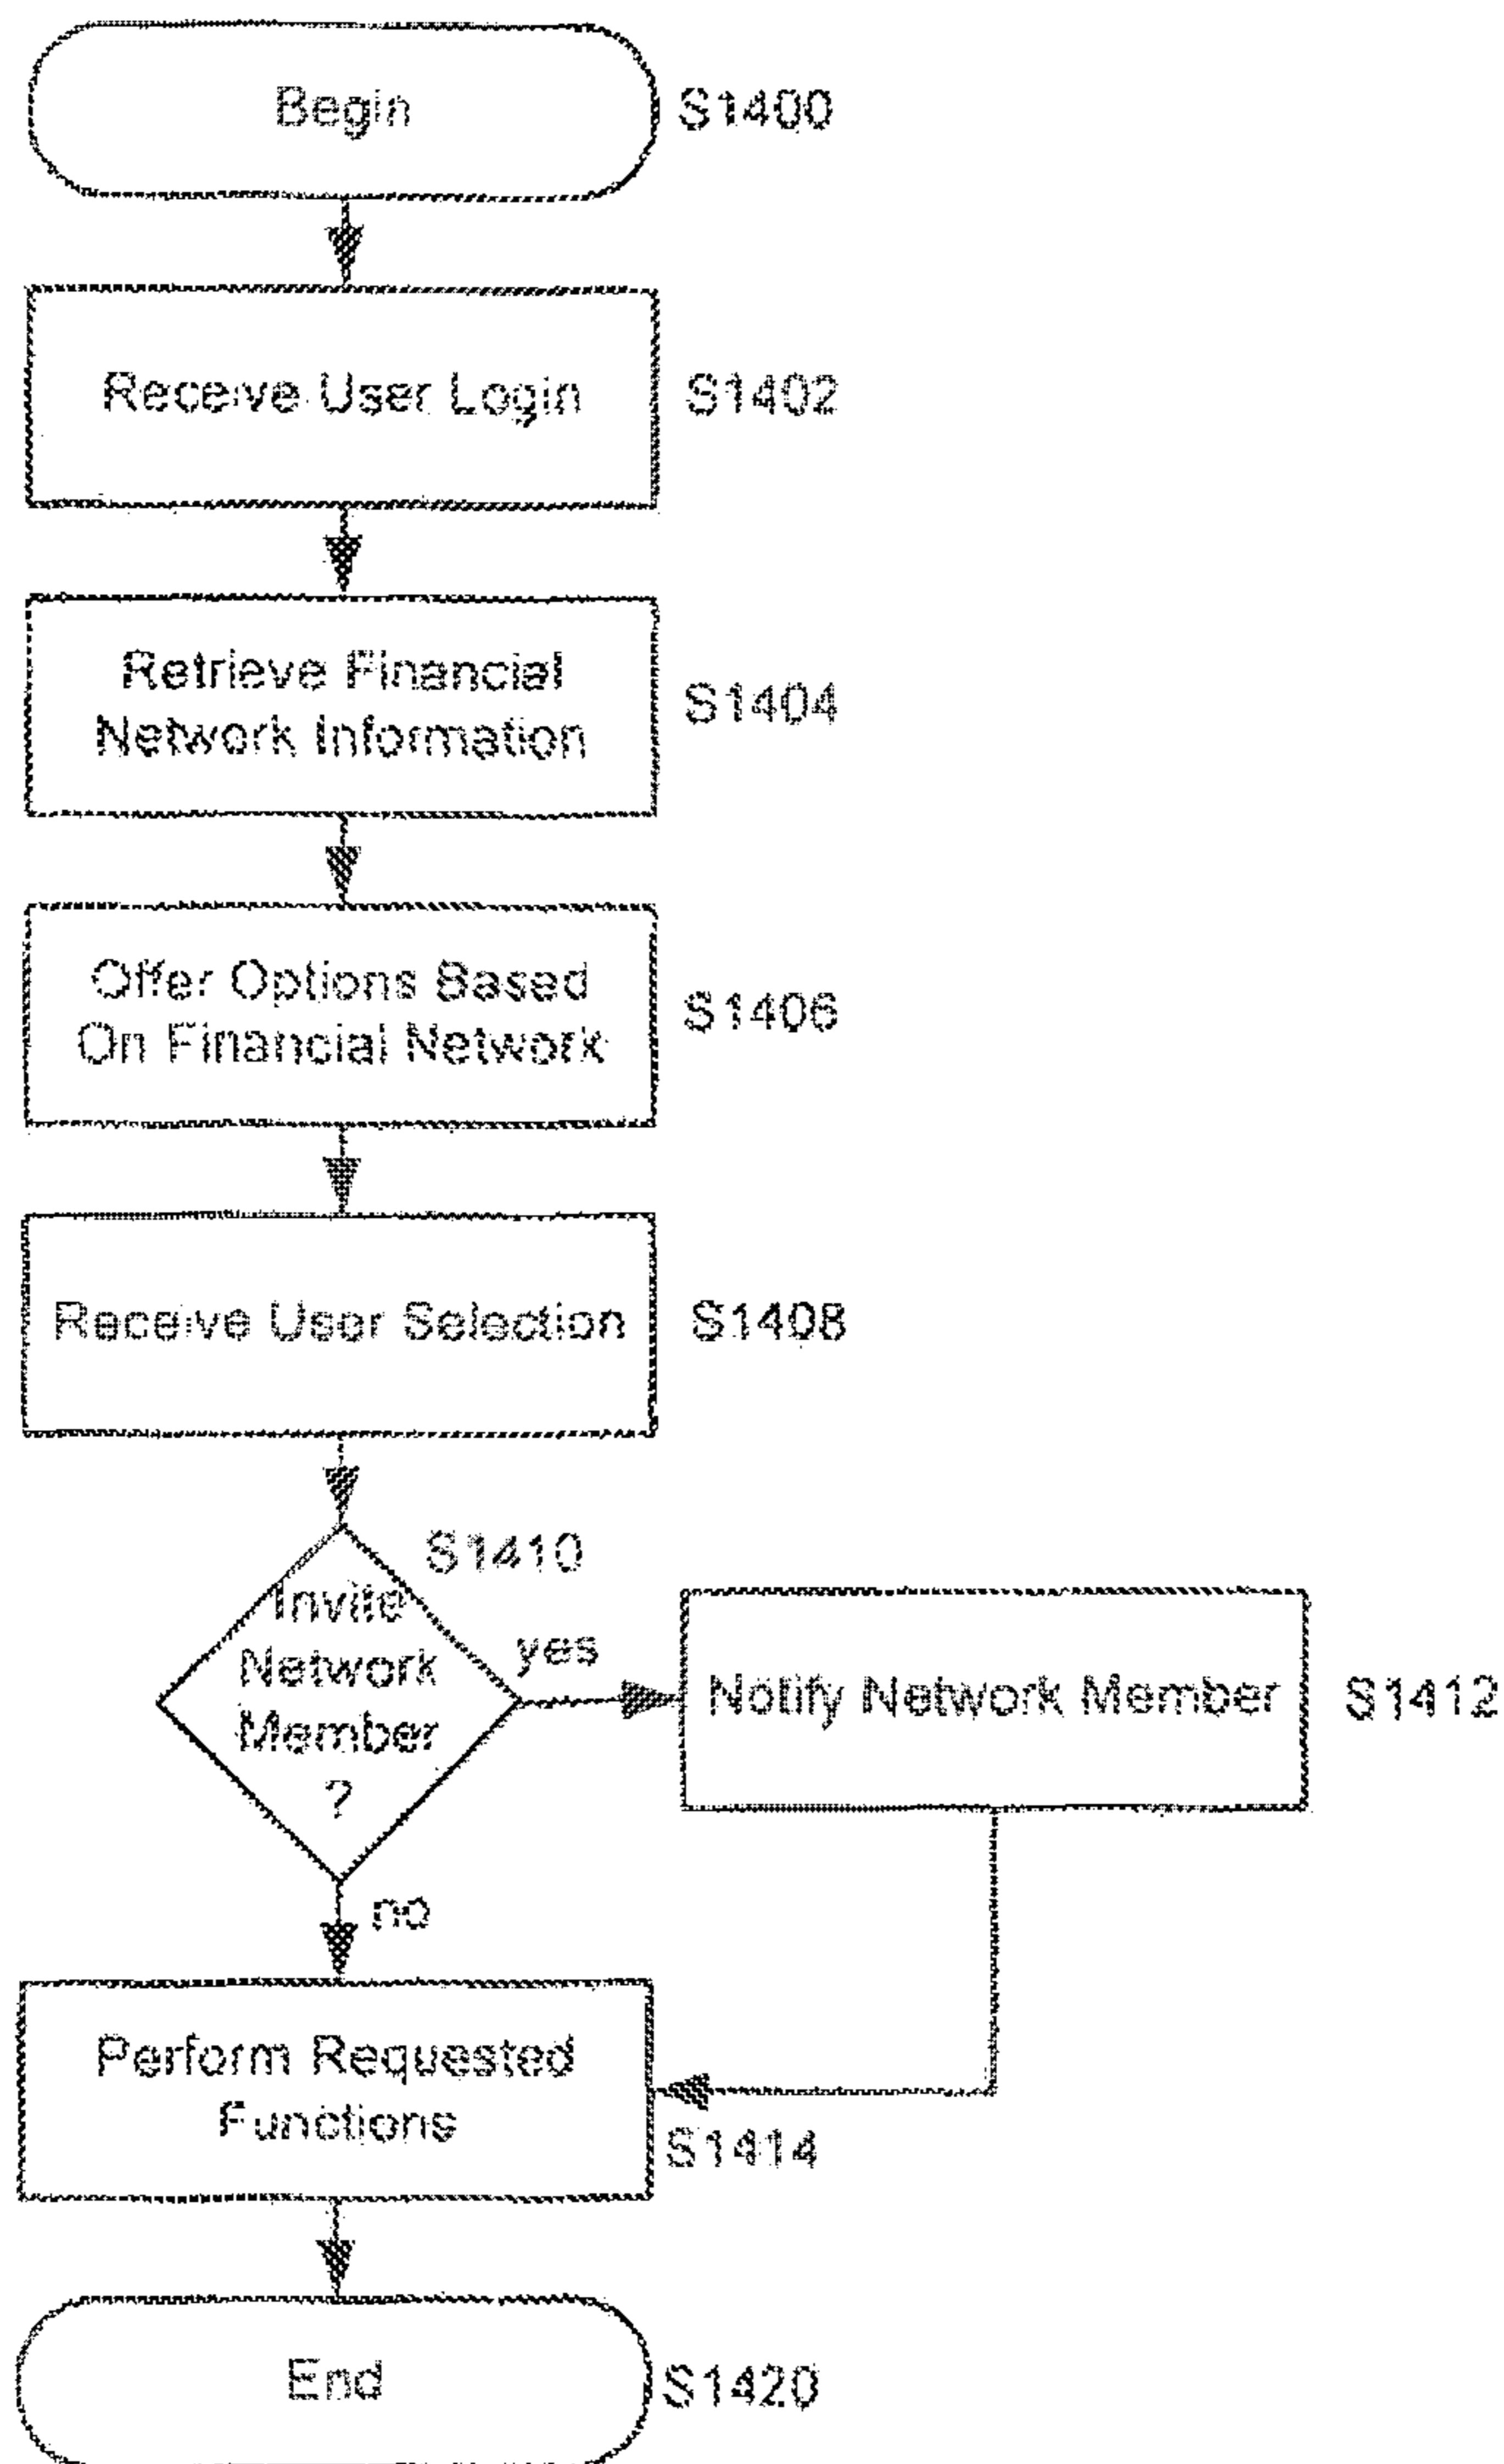 Begin
S1400
Receive User Login
S1402
Retrieve Financial
Network Information
S1404
Offer Options Based
On Financial Network
S1406
Receive User Selection
S1408
S1410
Invite
Network
Member
?
yes
Notify Network Member
S1412
no
Perform Requested
Functions
S1414
End
S1420